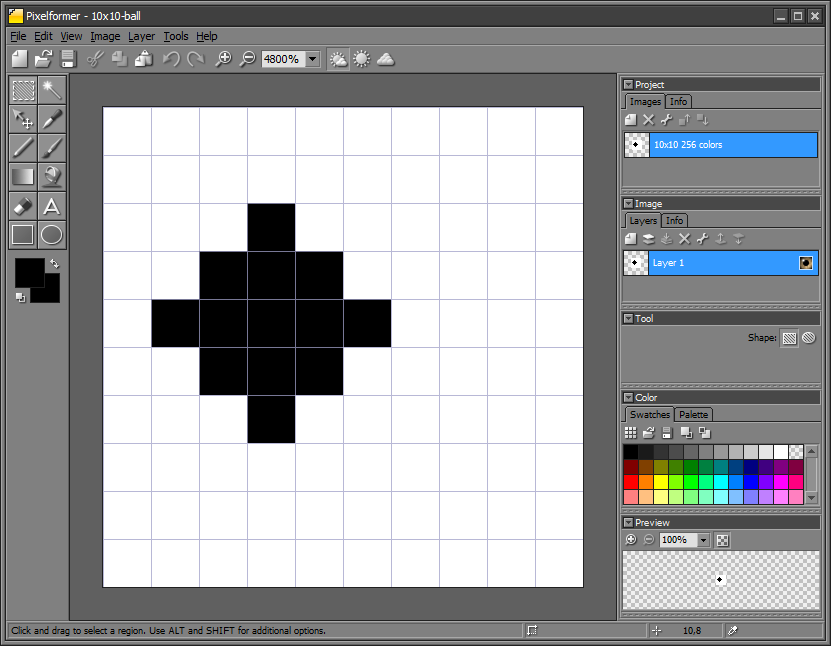 Pixelformer - 10x10-ball
File Edit View Image Layer Tools Help
4800%
Project
Images Info
10x10 256 colors
Image
Layers Info
Layer 1
Tool
Shape:
Color
Swatches Palette
Preview
100%
Click and drag to select a region. Use ALT and SHIFT for additional options.
10,8